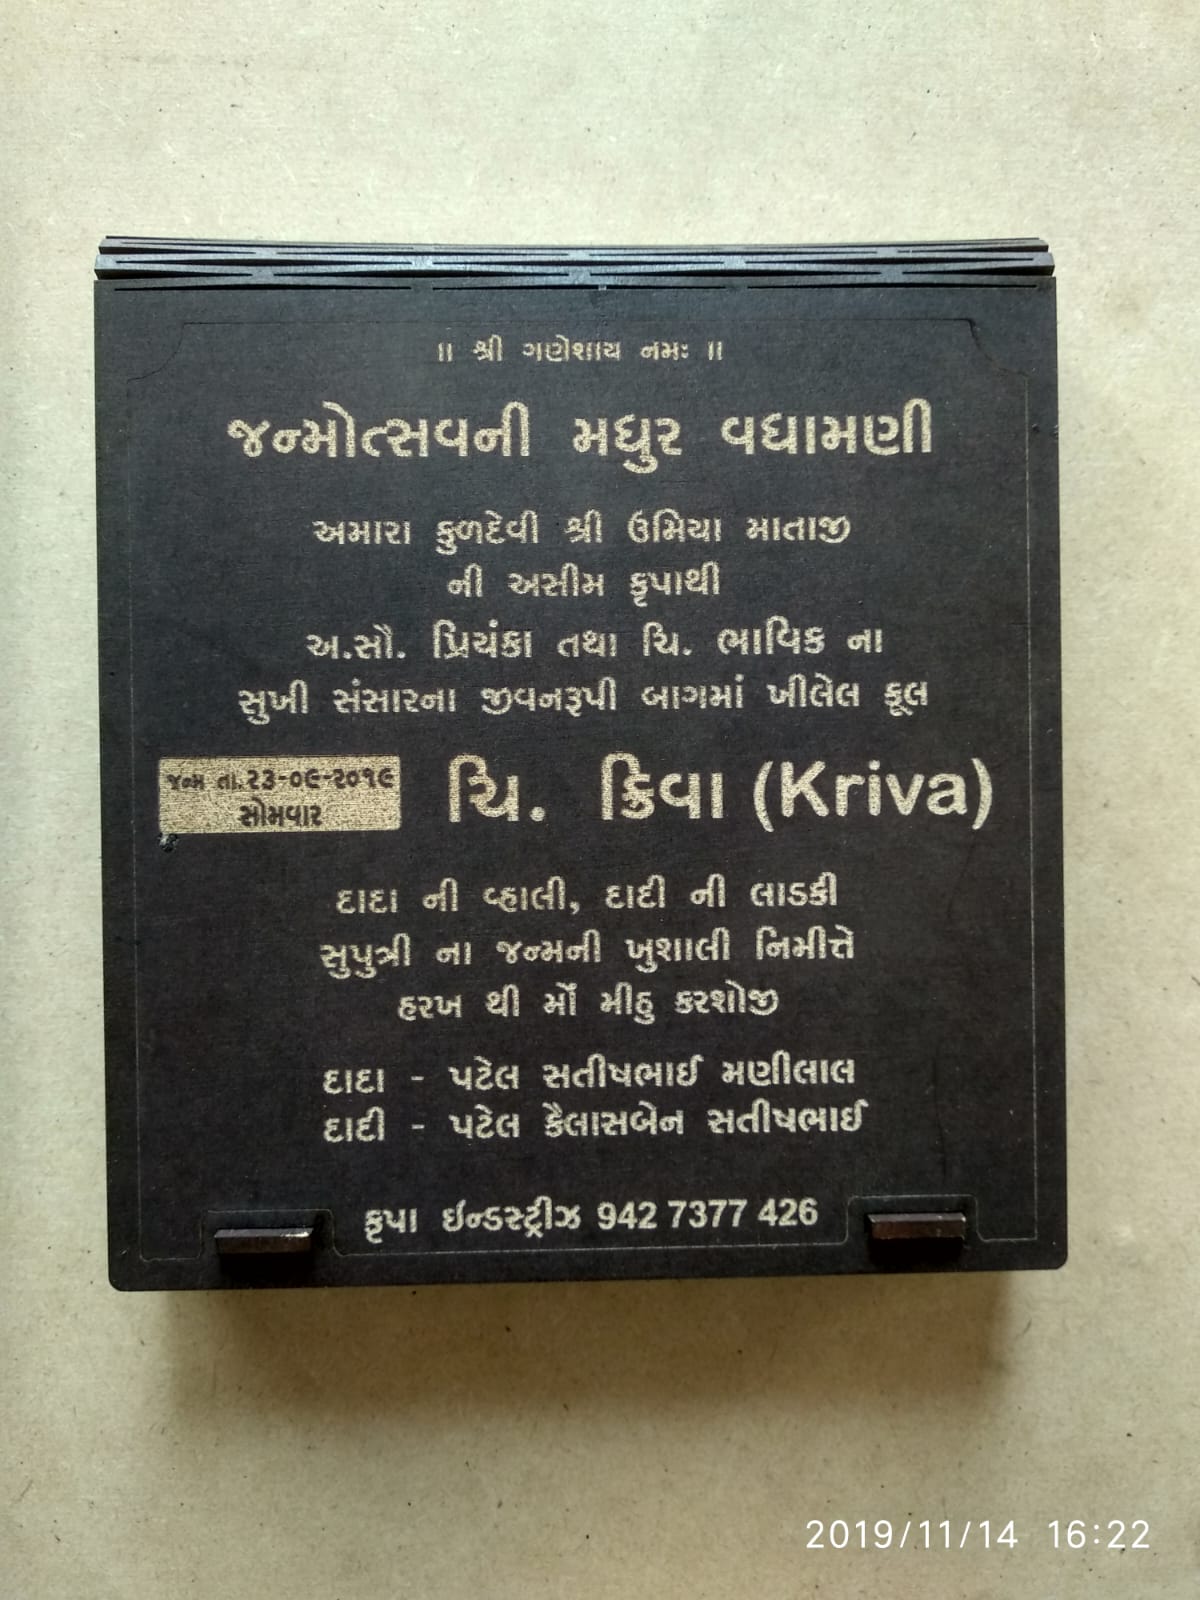 ॥ શ્રી ગણેશાય નમઃ ॥
જન્મોત્સવની મધુર વધામણી
અમારા કુળદેવી શ્રી ઉમિયા માતાજી
ની અસીમ કૃપાથી
અ.સૌ. પ્રિયંકા તથા ચિ. ભાવિક ના
સુખી સંસારના જીવનરૂપી બાગમાં ખીલેલ ફૂલ
જન્મ તા.૨૩-૦૯-૨૦૧૯
સોમવાર
ચિ. ક્રિવા (Kriva)
દાદા ની વ્હાલી, દાદી ની લાડકી
સુપુત્રી ના જન્મની ખુશાલી નિમીત્તે
હરખ થી મોં મીઠુ કરશોજી
દાદા - પટેલ સતીષભાઈ મણીલાલ
દાદી - પટેલ કૈલાસબેન સતીષભાઈ
કૃપા ઇન્ડસ્ટ્રીઝ 942 7377 426
2019/11/14 16:22